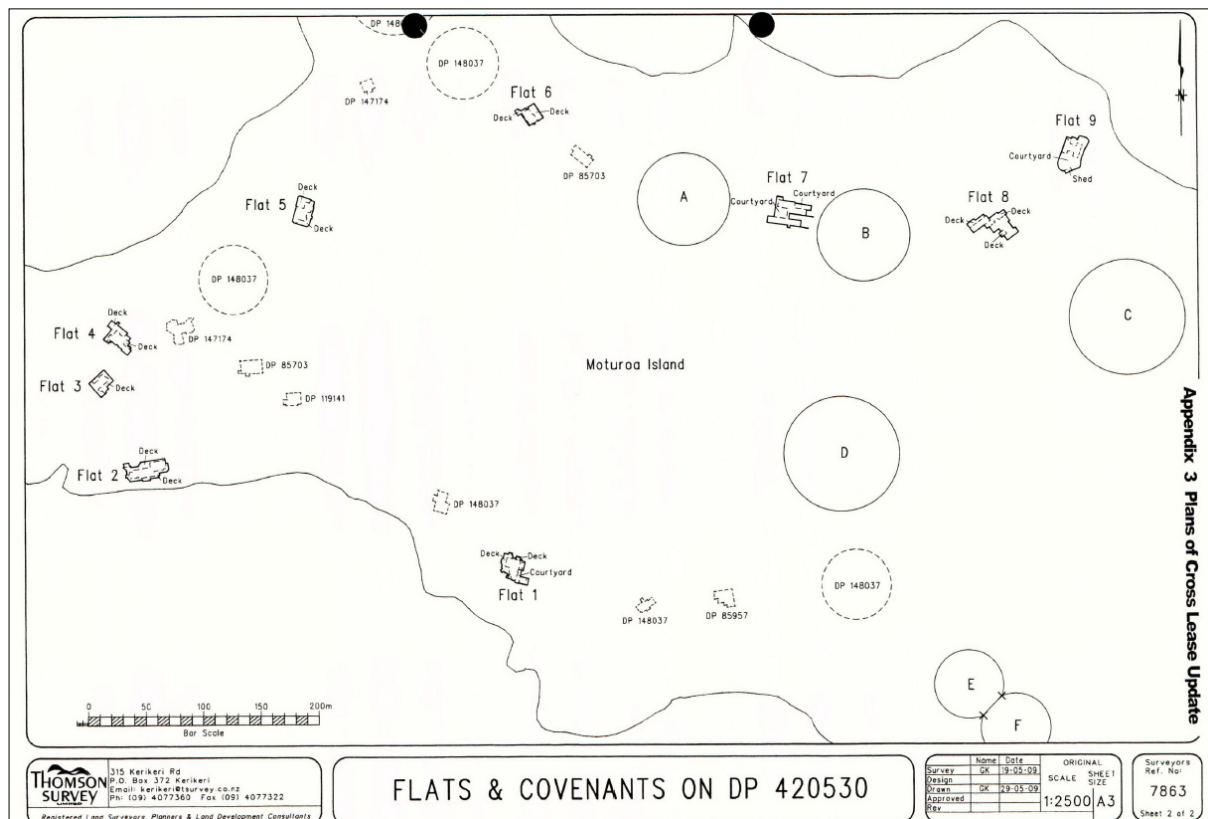 DP 148037
DP 148037
DP 147174
Flat 6
Deck
Deck
DP 85703
Flat 9
Courtyard
Shed
A
Flat 7
Courtyard
Courtyard
B
Flat 8
Deck
Deck
Deck
Deck
Flat 5
Deck
DP 148037
C
Deck
Flat 4
Deck
DP 147174
Moturoa Island
DP 85703
Flat 3
Deck
DP 119141
D
Deck
Flat 2
Deck
DP 148037
Deck
Deck
Courtyard
Flat 1
DP 148037
DP 85957
DP 148037
E
F
Appendix 3 Plans of Cross Lease Update
0 50 100 150 200m
Bar Scale
THOMSON
SURVEY
LIMITED
315 Kerikeri Rd
P.O. Box 372 Kerikeri
Email: kerikeri@tsurvey.co.nz
Ph: (09) 4077360 Fax (09) 4077322
Registered Land Surveyors, Planners & Land Development Consultants
FLATS & COVENANTS ON DP 420530
Name Date
Survey GK 19-05-09
Design
Drawn GK 29-05-09
Approved
Rev
ORIGINAL
SCALE SHEET SIZE
1:2500 A3
Surveyors
Ref. No:
7863
Sheet 2 of 2